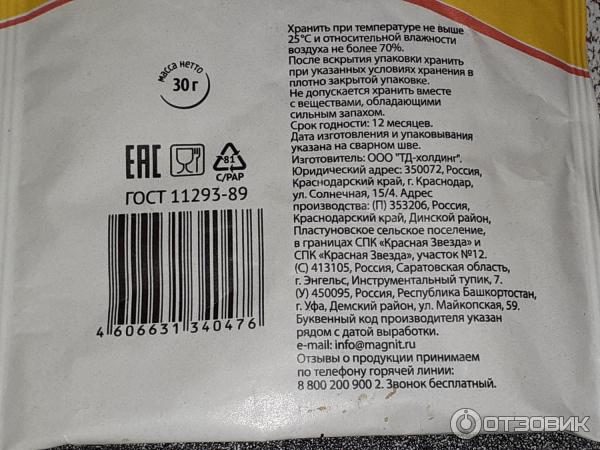 масса нетто
30 г
EAC
81
C/PAP
ГОСТ 11293-89
4 606631 340476
Хранить при температуре не выше
25°С и относительной влажности
воздуха не более 70%.
После вскрытия упаковки хранить
при указанных условиях хранения в
плотно закрытой упаковке.
Не допускается хранить вместе
с веществами, обладающими
сильным запахом.
Срок годности: 12 месяцев.
Дата изготовления и упаковывания
указана на сварном шве.
Изготовитель: ООО "ТД-холдинг".
Юридический адрес: 350072, Россия,
Краснодарский край, г. Краснодар,
ул. Солнечная, 15/4. Адрес
производства: (П) 353206, Россия,
Краснодарский край, Динской район,
Пластуновское сельское поселение,
в границах СПК «Красная Звезда» и
СПК «Красная Звезда», участок №12.
(С) 413105, Россия, Саратовская область,
г. Энгельс, Инструментальный тупик, 7.
(У) 450095, Россия, Республика Башкортостан,
г. Уфа, Демский район, ул. Майкопская, 59.
Буквенный код производителя указан
рядом с датой выработки.
e-mail: info@magnit.ru
Отзывы о продукции принимаем
по телефону горячей линии:
8 800 200 900 2. Звонок бесплатный.
ОТЗОВИК